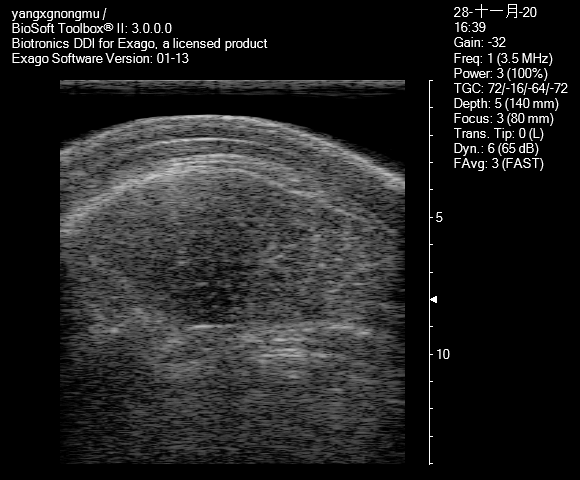 yangxgnongmu /
BioSoft Toolbox® II: 3.0.0.0
Biotronics DDI for Exago, a licensed product
Exago Software Version: 01-13
28-十一月-20
16:39
Gain: -32
Freq: 1 (3.5 MHz)
Power: 3 (100%)
TGC: 72/-16/-64/-72
Depth: 5 (140 mm)
Focus: 3 (80 mm)
Trans. Tip: 0 (L)
Dyn.: 6 (65 dB)
FAvg: 3 (FAST)
5
10